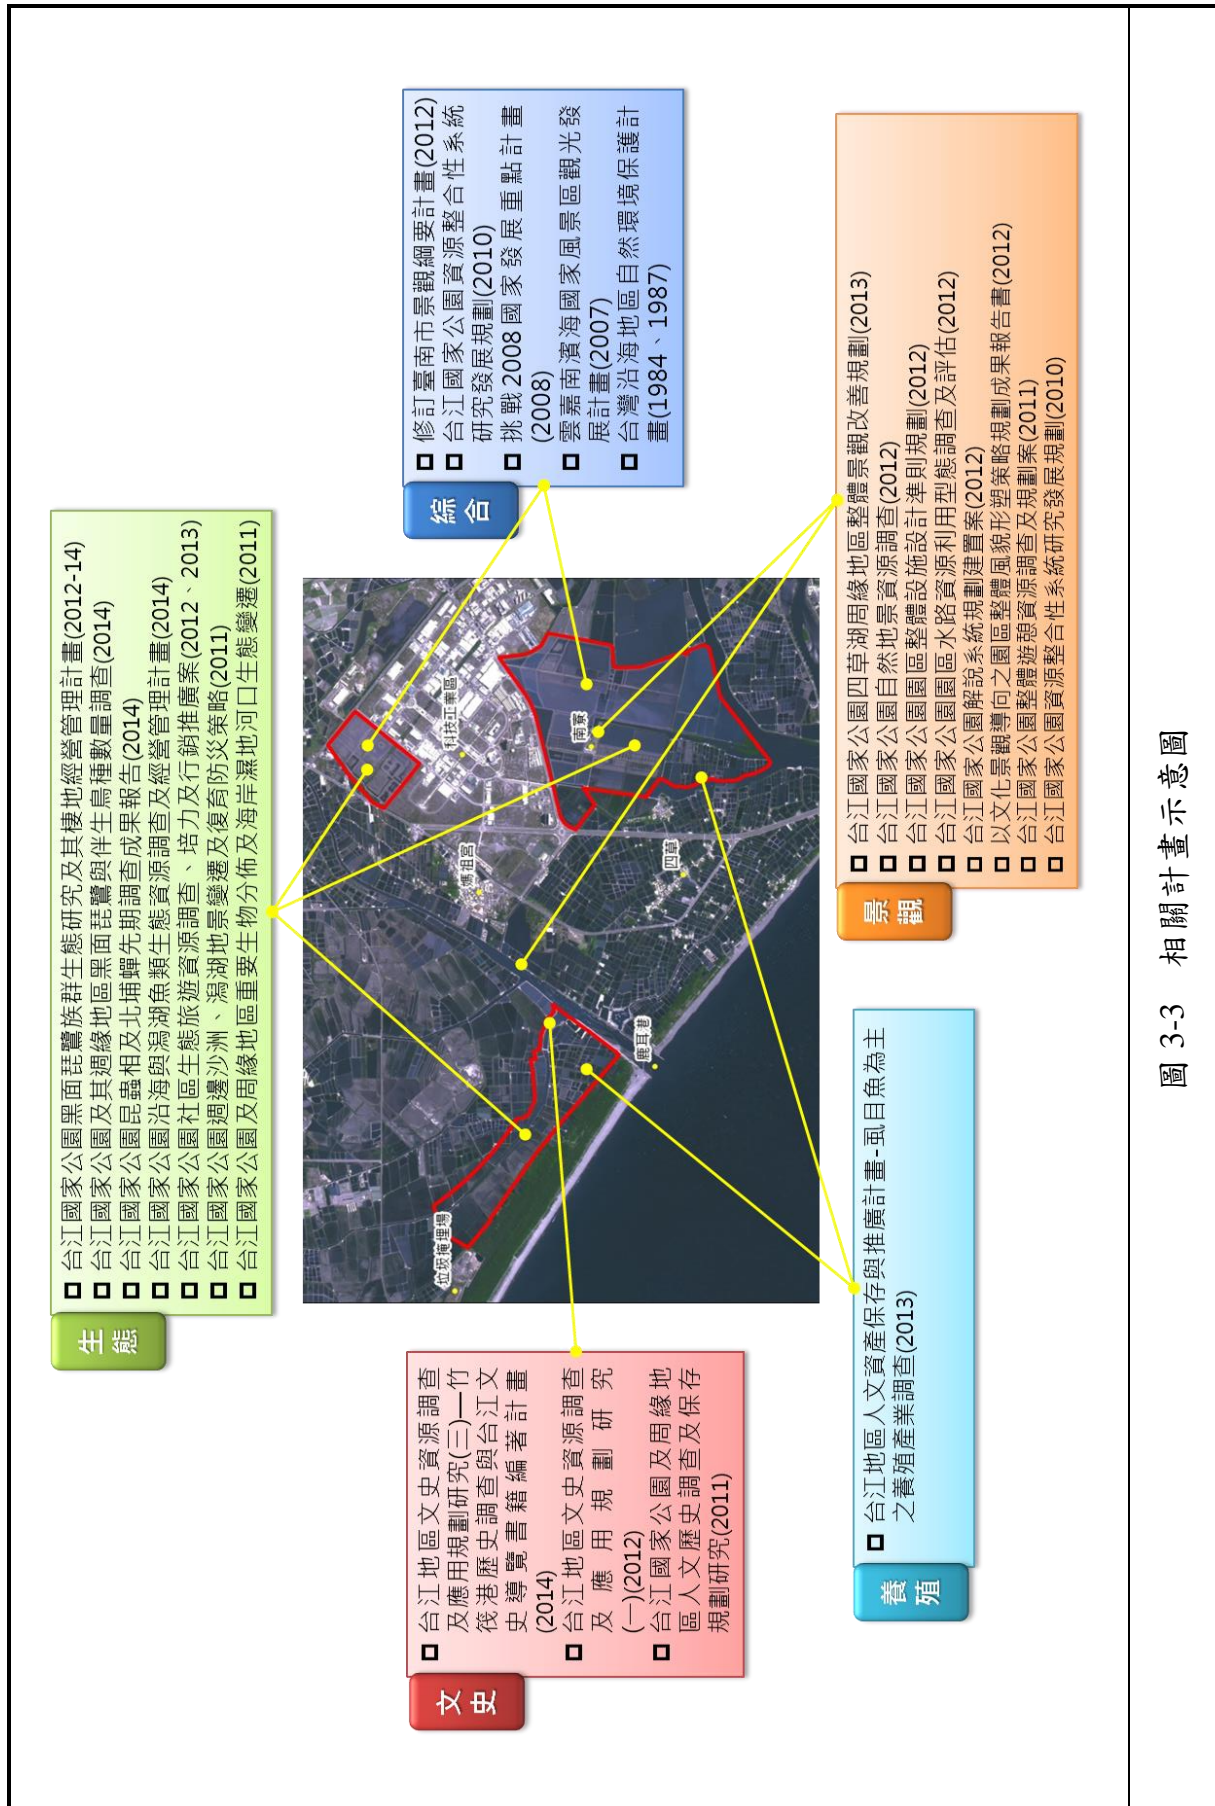 生
態
台江國家公園黑面琵鷺族群生態研究及其棲地經營管理計畫(2012-14)
台江國家公園及其週緣地區黑面琵鷺與伴生鳥種數量調查(2014)
台江國家公園昆蟲相及北埔蟬先期調查成果報告(2014)
台江國家公園沿海與潟湖魚類生態資源調查及經營管理計畫(2014)
台江國家公園社區生態旅遊資源調查、培力及行銷推廣案(2012、2013)
台江國家公園週邊沙洲、潟湖地景變遷及復育防災策略(2011)
台江國家公園及周緣地區重要生物分佈及海岸濕地河口生態變遷(2011)
文
史
台江地區文史資源調查
及應用規劃研究(三)—竹
筏港歷史調查與台江文
史導覽書籍編著計畫
(2014)
台江地區文史資源調查
及應用規劃研究
(一)(2012)
台江國家公園及周緣地
區人文歷史調查及保存
規劃研究(2011)
垃圾掩埋場
鹿耳港
媽祖宮
四草
科技工業區
南寮
綜
合
修訂臺南市景觀綱要計畫(2012)
台江國家公園資源整合性系統
研究發展規劃(2010)
挑戰2008國家發展重點計畫
(2008)
雲嘉南濱海國家風景區觀光發
展計畫(2007)
台灣沿海地區自然環境保護計
畫(1984、1987)
養
殖
台江地區人文資產保存與推廣計畫-虱目魚為主
之養殖產業調查(2013)
景
觀
台江國家公園四草湖周緣地區整體景觀改善規劃(2013)
台江國家公園自然地景資源調查(2012)
台江國家公園園區整體設施設計準則規劃(2012)
台江國家公園園區水路資源利用型態調查及評估(2012)
台江國家公園解說系統規劃建置案(2012)
以文化景觀導向之園區整體風貌形塑策略規劃成果報告書(2012)
台江國家公園整體遊憩資源調查及規劃案(2011)
台江國家公園資源整合性系統研究發展規劃(2010)
圖 3-3 相關計畫示意圖